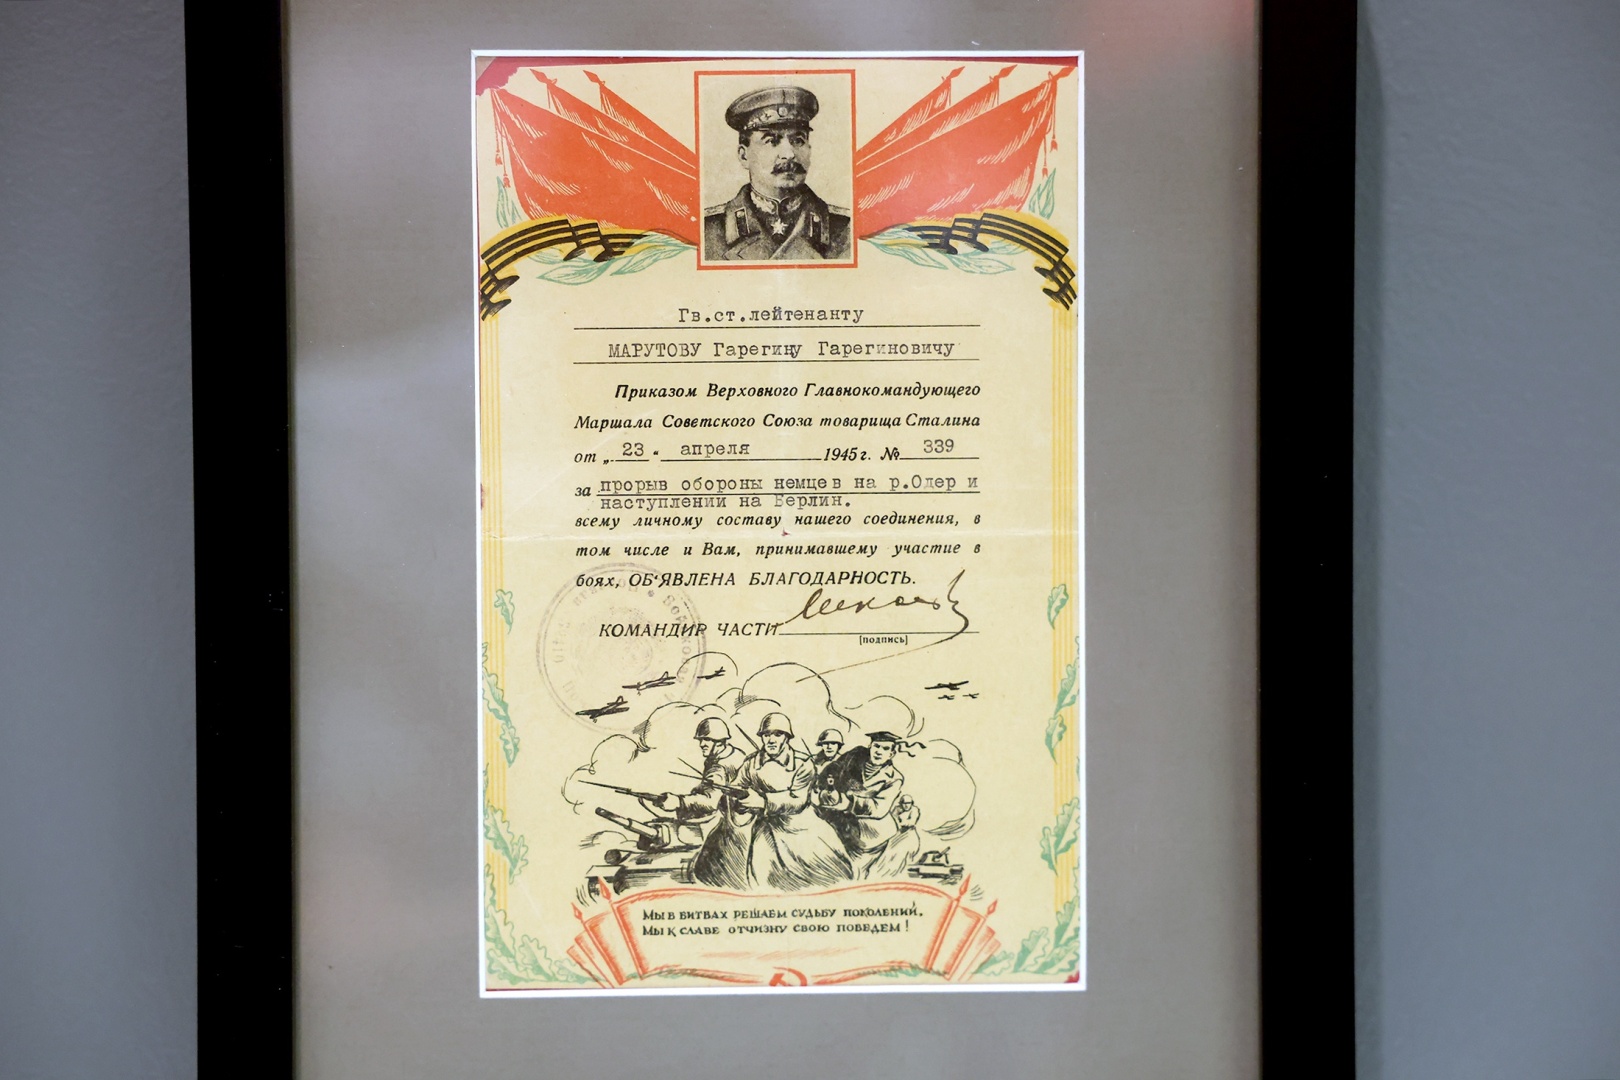 Гв.ст.лейтенанту
МАРУТОВУ Гарегину Гарегиновичу
Приказом Верховного Главнокомандующего
Маршала Советского Союза товарища Сталина
от „ 23 “ апреля 1945 г. № 339
за прорыв обороны немцев на р.Одер и
наступлении на Берлин.
всему личному составу нашего соединения, в
том числе и Вам, принимавшему участие в
боях, ОБ‘ЯВЛЕНА БЛАГОДАРНОСТЬ.
КОМАНДИР ЧАСТИ
[подпись]
Мы в битвах решаем судьбу поколений,
Мы к славе отчизну свою поведем!